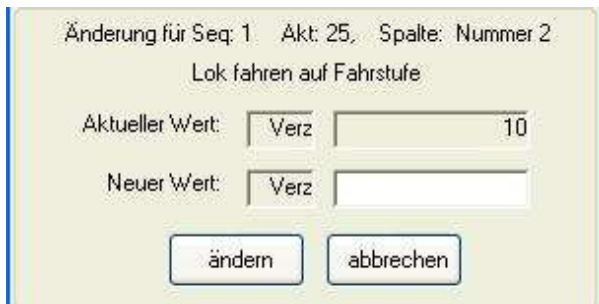 Änderung für Seq: 1 Akt: 25, Spalte: Nummer 2
Lok fahren auf Fahrstufe
Aktueller Wert: Verz 10
Neuer Wert: Verz
ändern abbrechen